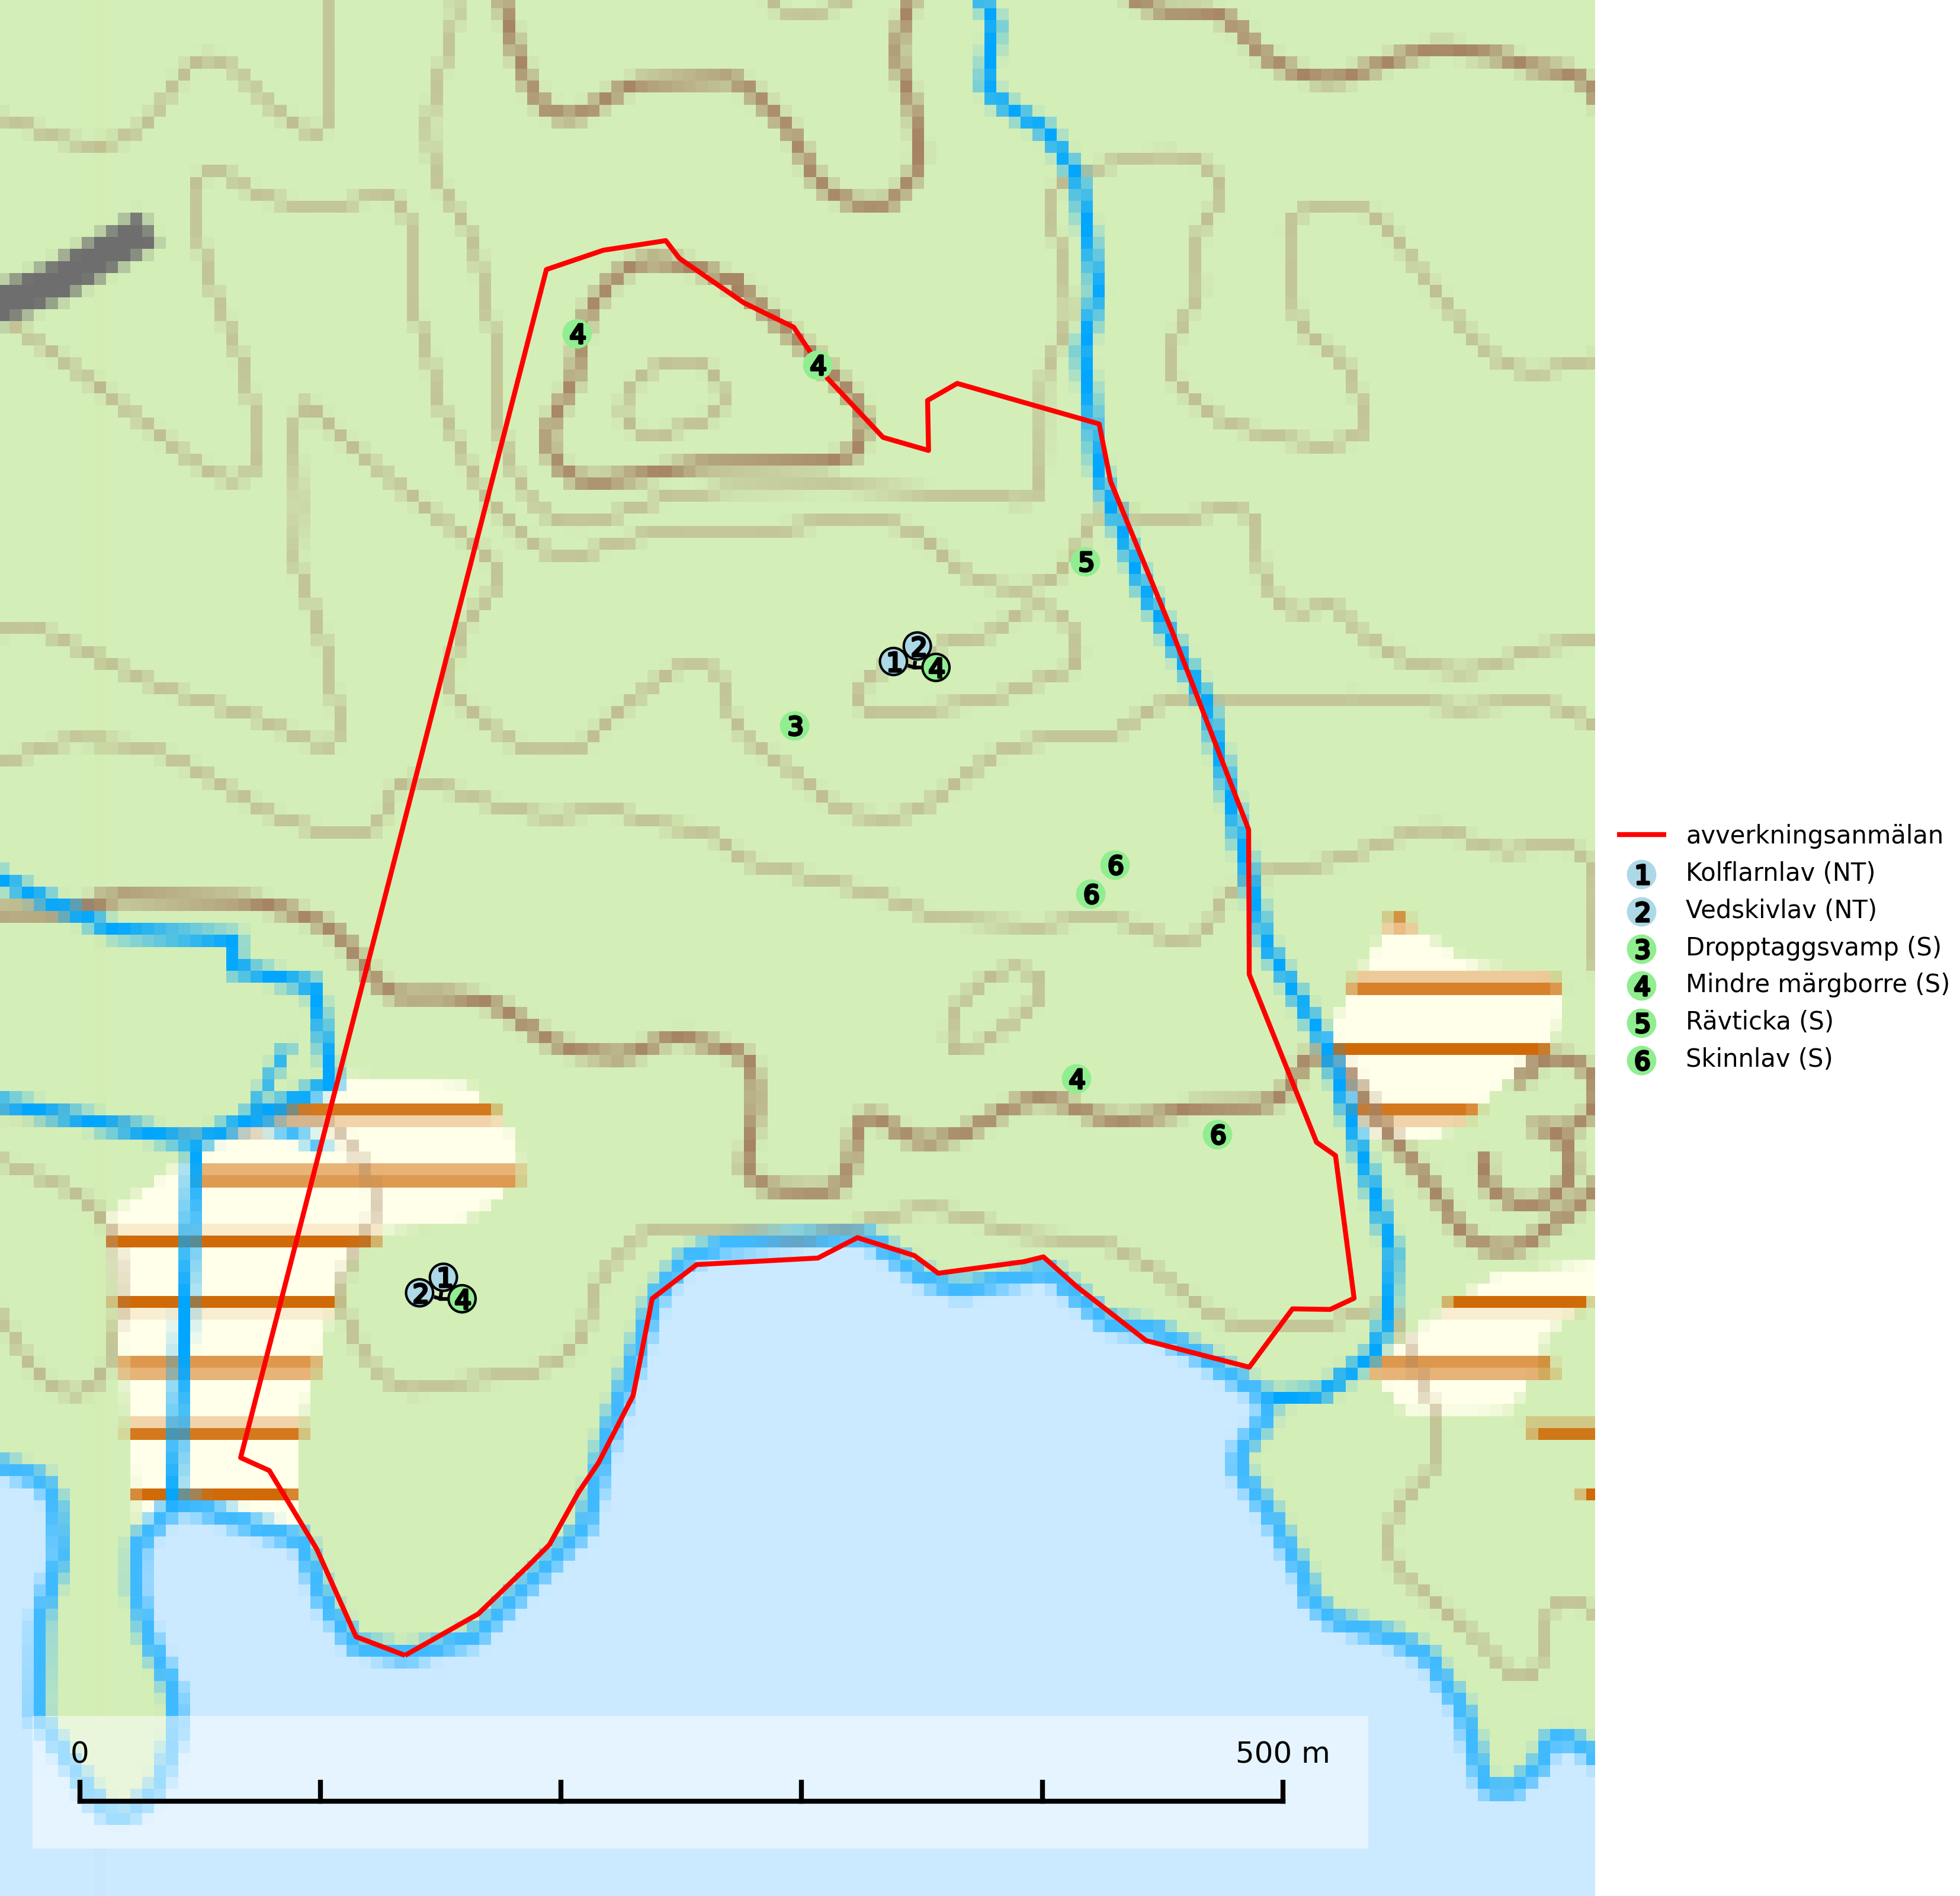 4
4
5
2
1
4
3
6
6
4
6
1
2
4
avverkningsanmälan
1 Kolflarnlav (NT)
2 Vedskivlav (NT)
3 Dropptaggsvamp (S)
4 Mindre märgborre (S)
5 Rävticka (S)
6 Skinnlav (S)
0 500 m